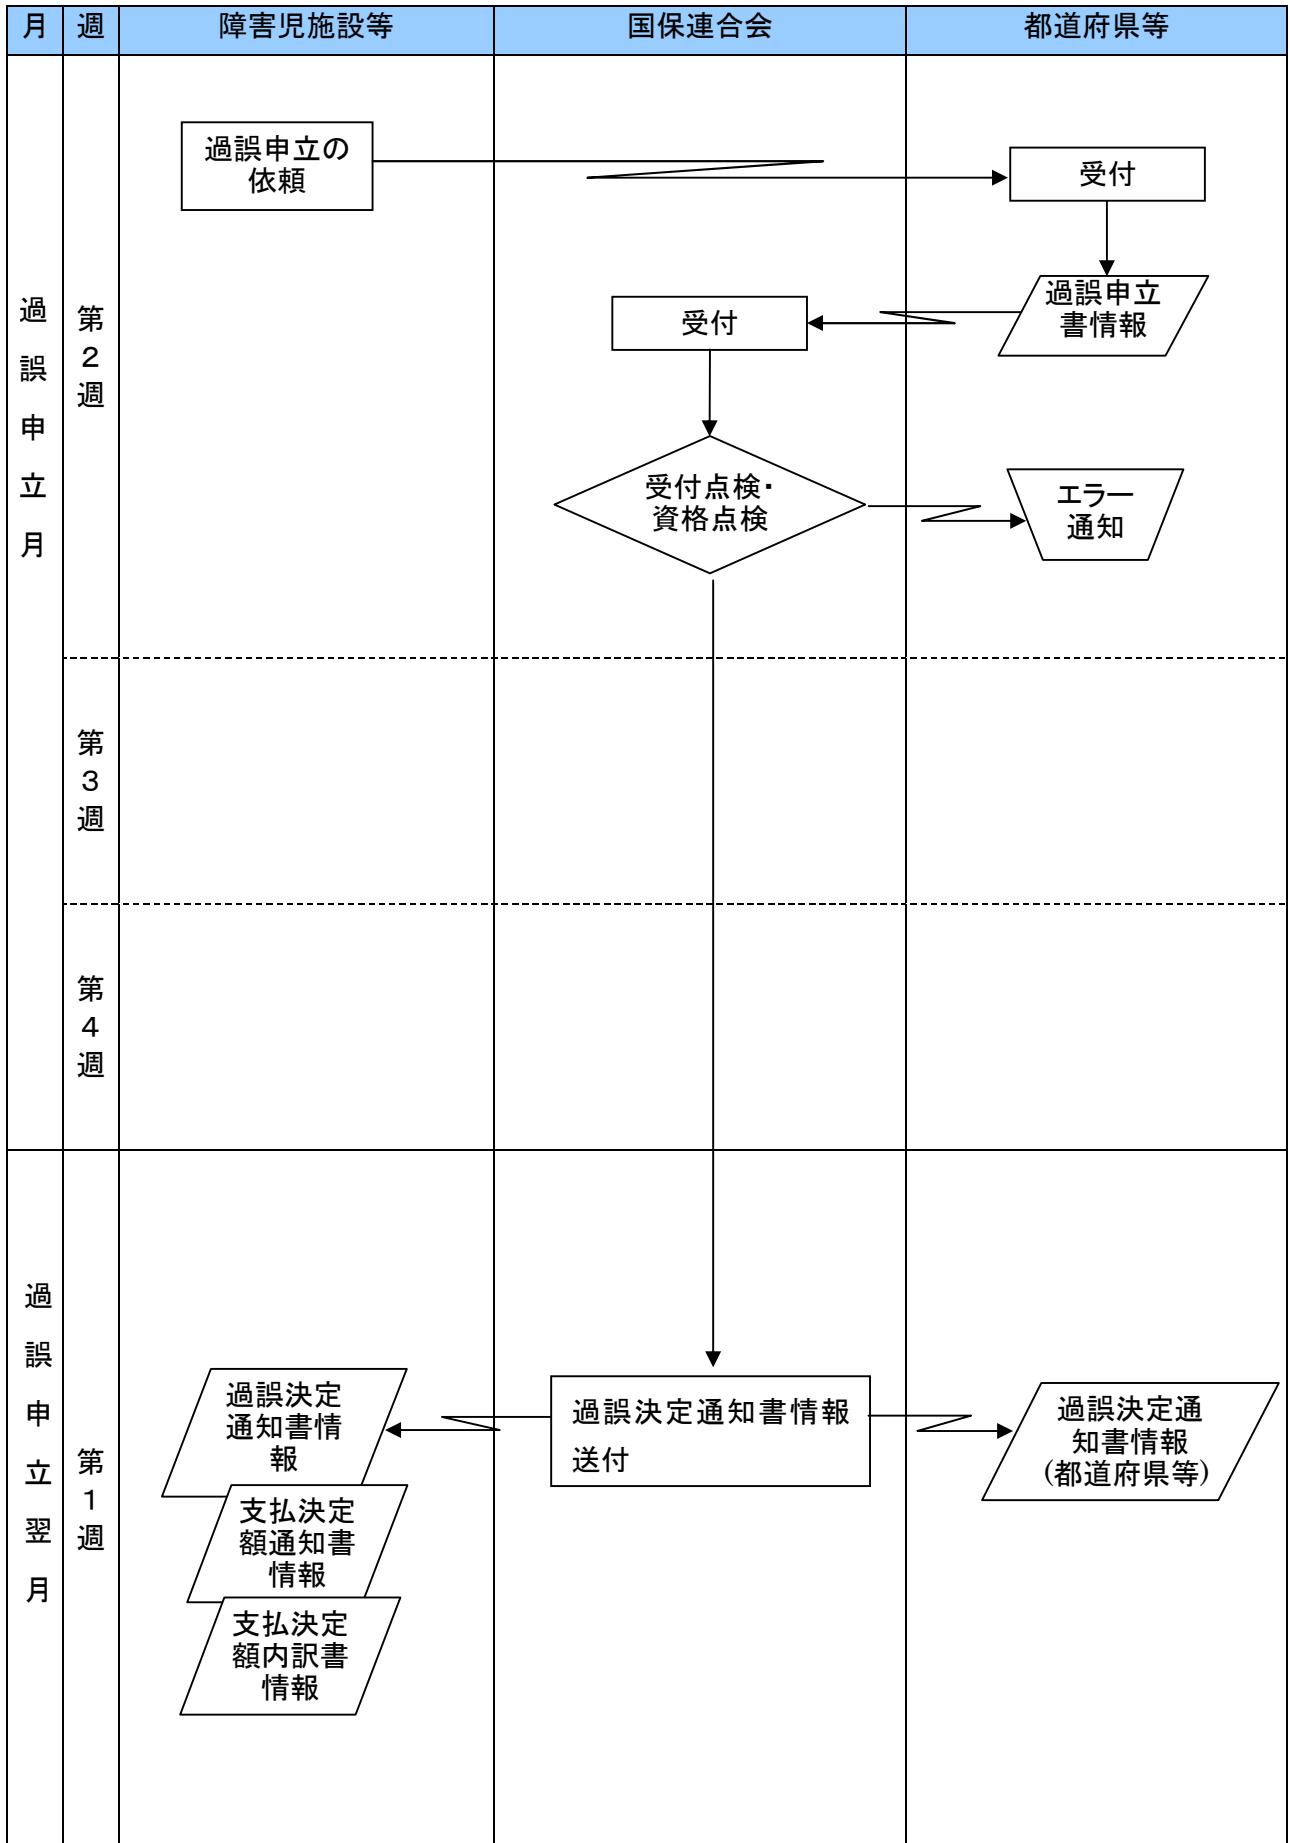 月
週
障害児施設等
国保連合会
都道府県等
過誤申立月
第２週
過誤申立の
依頼
受付
過誤申立
書情報
受付
受付点検・
資格点検
エラー
通知
第３週
第４週
過誤申立翌月
第１週
過誤決定
通知書情
報
支払決定
額通知書
情報
支払決定
額内訳書
情報
過誤決定通知書情報
送付
過誤決定通
知書情報
(都道府県等)